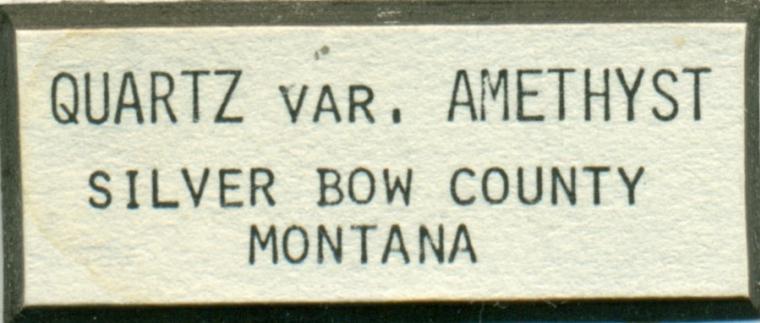 QUARTZ VAR. AMETHYST
SILVER BOW COUNTY
MONTANA